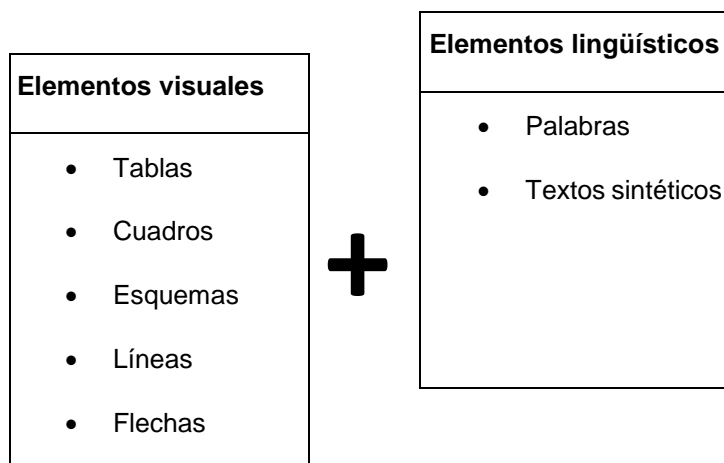 Elementos visuales
• Tablas
• Cuadros
• Esquemas
• Líneas
• Flechas
+
Elementos lingüísticos
• Palabras
• Textos sintéticos